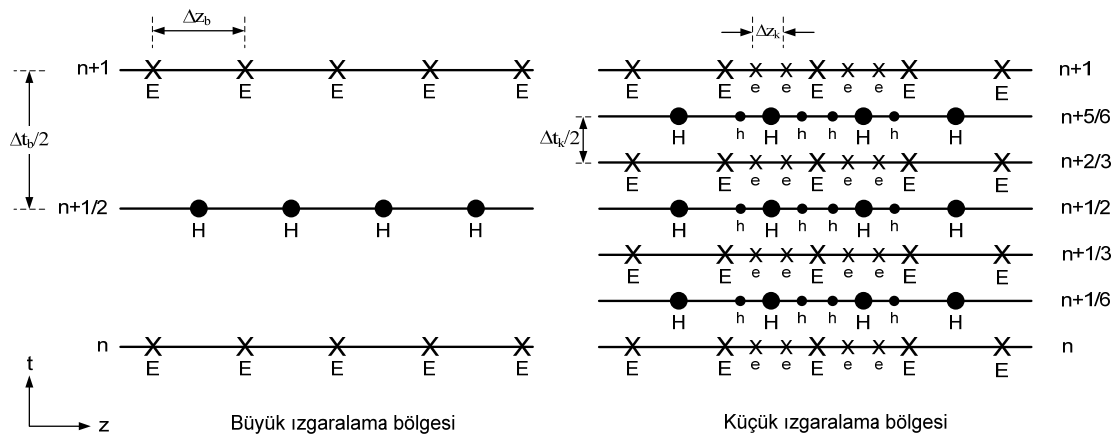 Δz_b
n+1
E E E E E
Δt_b/2
n+1/2
H H H H
n
E E E E E
t
z
Büyük ızgaralama bölgesi
Δz_k
n+1
E E e e E e e E E
n+5/6
H h H h h H h H
Δt_k/2
n+2/3
E E e e E e e E E
n+1/2
H h H h h H h H
n+1/3
E E e e E e e E E
n+1/6
H h H h h H h H
n
E E e e E e e E E
Küçük ızgaralama bölgesi